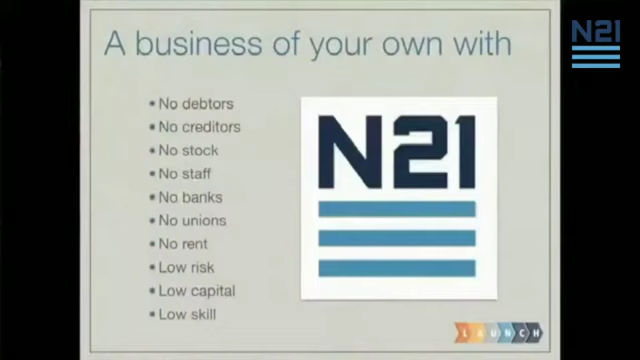 A business of your own with
N21
• No debtors
• No creditors
• No stock
• No staff
• No banks
• No unions
• No rent
• Low risk
• Low capital
• Low skill
N21
LAUNCH